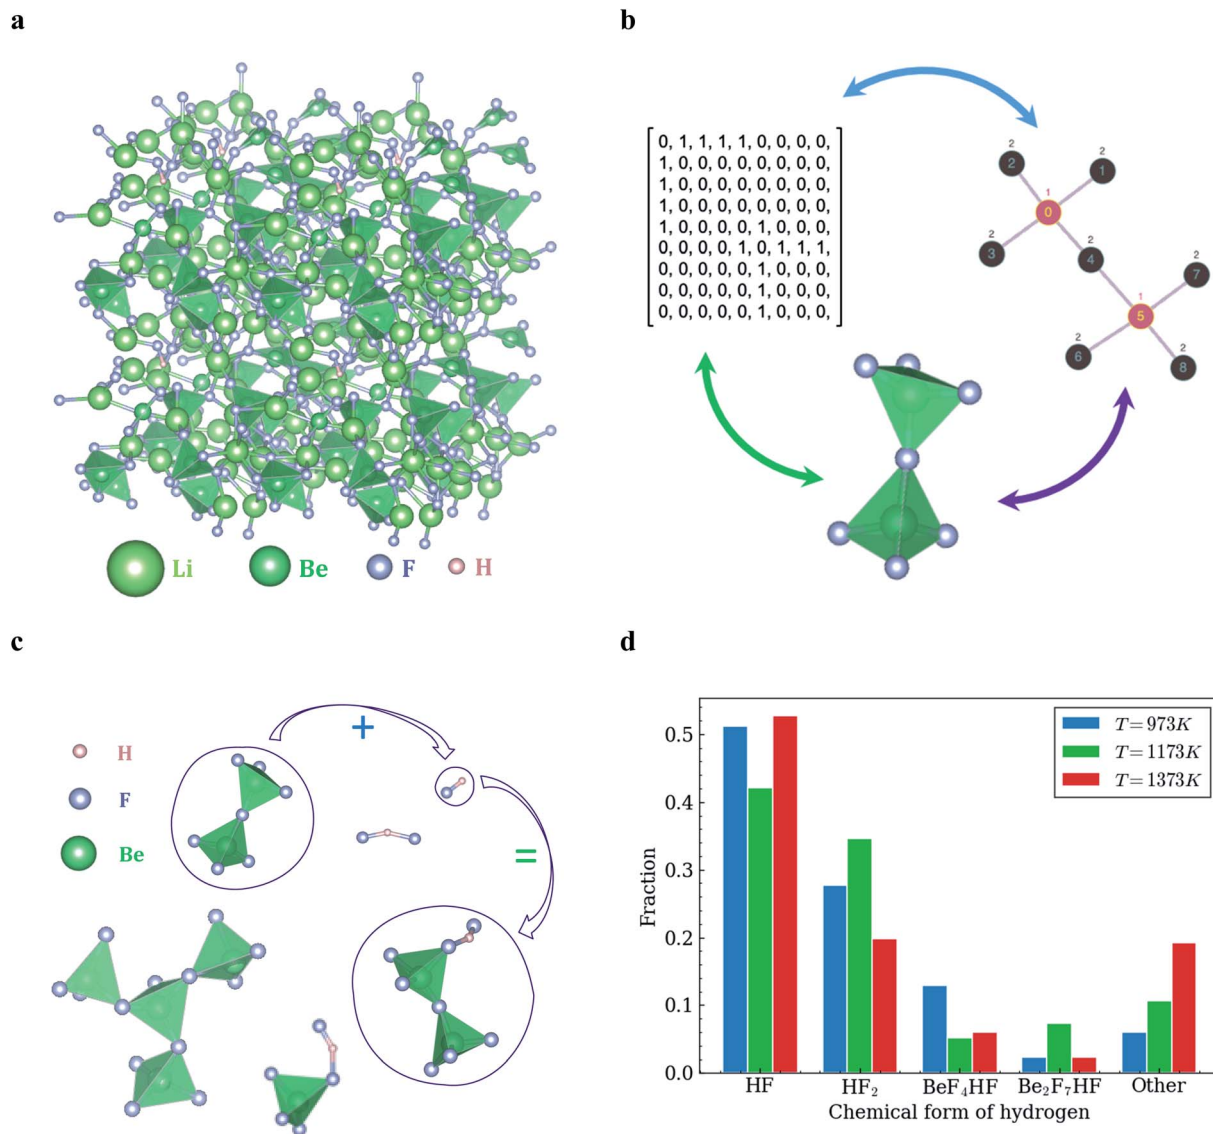 a
Li
Be
F
H
b
0, 1, 1, 1, 1, 0, 0, 0, 0,
1, 0, 0, 0, 0, 0, 0, 0, 0,
1, 0, 0, 0, 0, 0, 0, 0, 0,
1, 0, 0, 0, 0, 0, 0, 0, 0,
1, 0, 0, 0, 0, 1, 0, 0, 0,
0, 0, 0, 0, 1, 0, 1, 1, 1,
0, 0, 0, 0, 0, 1, 0, 0, 0,
0, 0, 0, 0, 0, 1, 0, 0, 0,
0, 0, 0, 0, 0, 1, 0, 0, 0,
2
2
2
1
1
0
2
3
2
4
2
7
1
5
2
6
2
8
c
+
=
H
F
Be
d
T = 973K
T = 1173K
T = 1373K
Fraction
0.5
0.4
0.3
0.2
0.1
0.0
HF
HF₂
BeF₄HF
Be₂F₇HF
Other
Chemical form of hydrogen